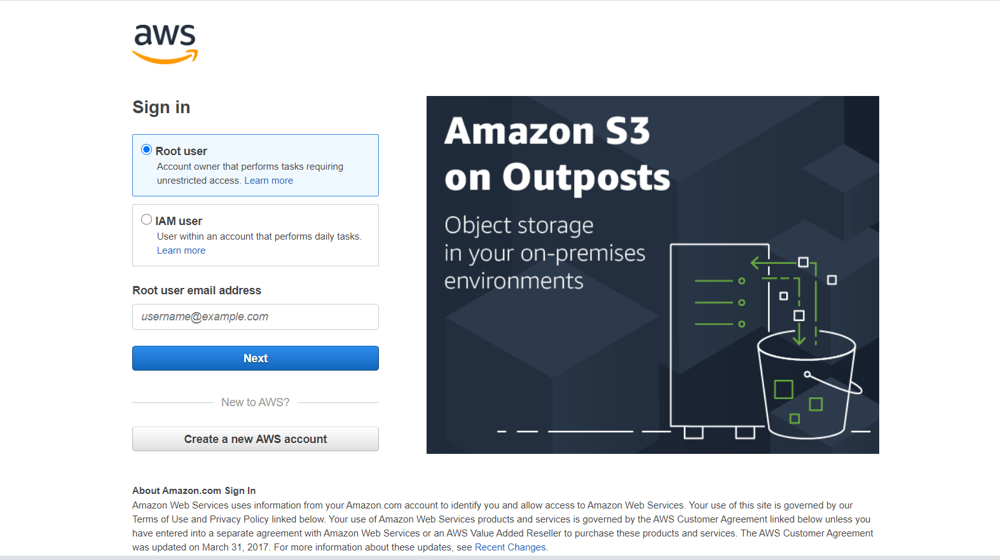 aws
Sign in
Root user
Account owner that performs tasks requiring
unrestricted access. Learn more
IAM user
User within an account that performs daily tasks.
Learn more
Root user email address
username@example.com
Next
New to AWS?
Create a new AWS account
Amazon S3
on Outposts
Object storage
in your on-premises
environments
About Amazon.com Sign In
Amazon Web Services uses information from your Amazon.com account to identify you and allow access to Amazon Web Services. Your use of this site is governed by our
Terms of Use and Privacy Policy linked below. Your use of Amazon Web Services products and services is governed by the AWS Customer Agreement linked below unless you
have entered into a separate agreement with Amazon Web Services or an AWS Value Added Reseller to purchase these products and services. The AWS Customer Agreement
was updated on March 31, 2017. For more information about these updates, see Recent Changes.